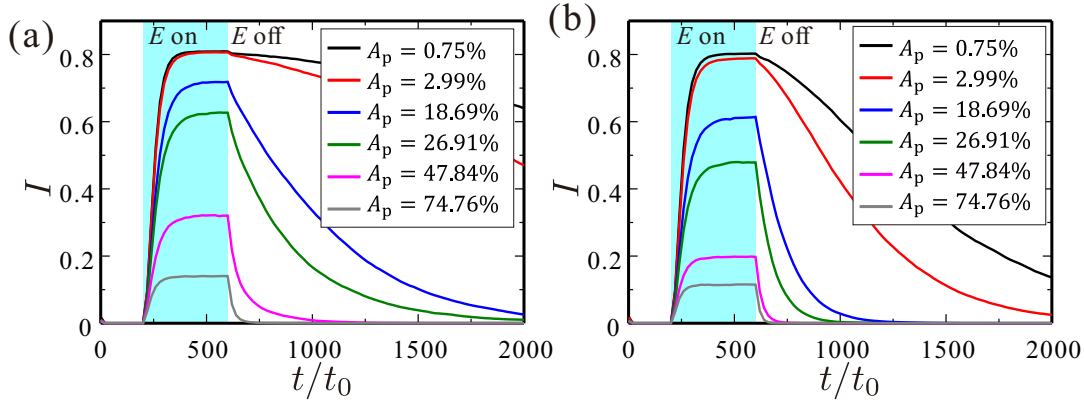 (a)
E on E off
A_p = 0.75%
A_p = 2.99%
A_p = 18.69%
A_p = 26.91%
A_p = 47.84%
A_p = 74.76%
I
0.8
0.6
0.4
0.2
0
0 500 1000 1500 2000
t/t_0
(b)
E on E off
A_p = 0.75%
A_p = 2.99%
A_p = 18.69%
A_p = 26.91%
A_p = 47.84%
A_p = 74.76%
I
0.8
0.6
0.4
0.2
0
0 500 1000 1500 2000
t/t_0